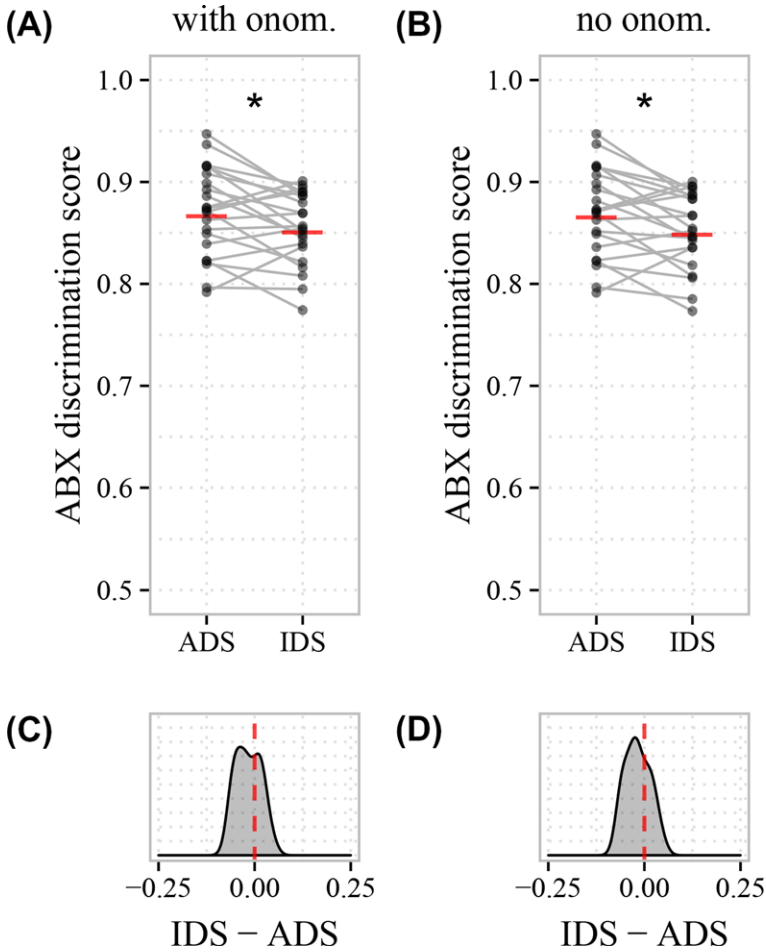 (A) with onom. (B) no onom.
ABX discrimination score
1.0
*
0.9
0.8
0.7
0.6
0.5
ADS IDS
ABX discrimination score
1.0
*
0.9
0.8
0.7
0.6
0.5
ADS IDS
(C)
−0.25 0.00 0.25
IDS − ADS
(D)
−0.25 0.00 0.25
IDS − ADS